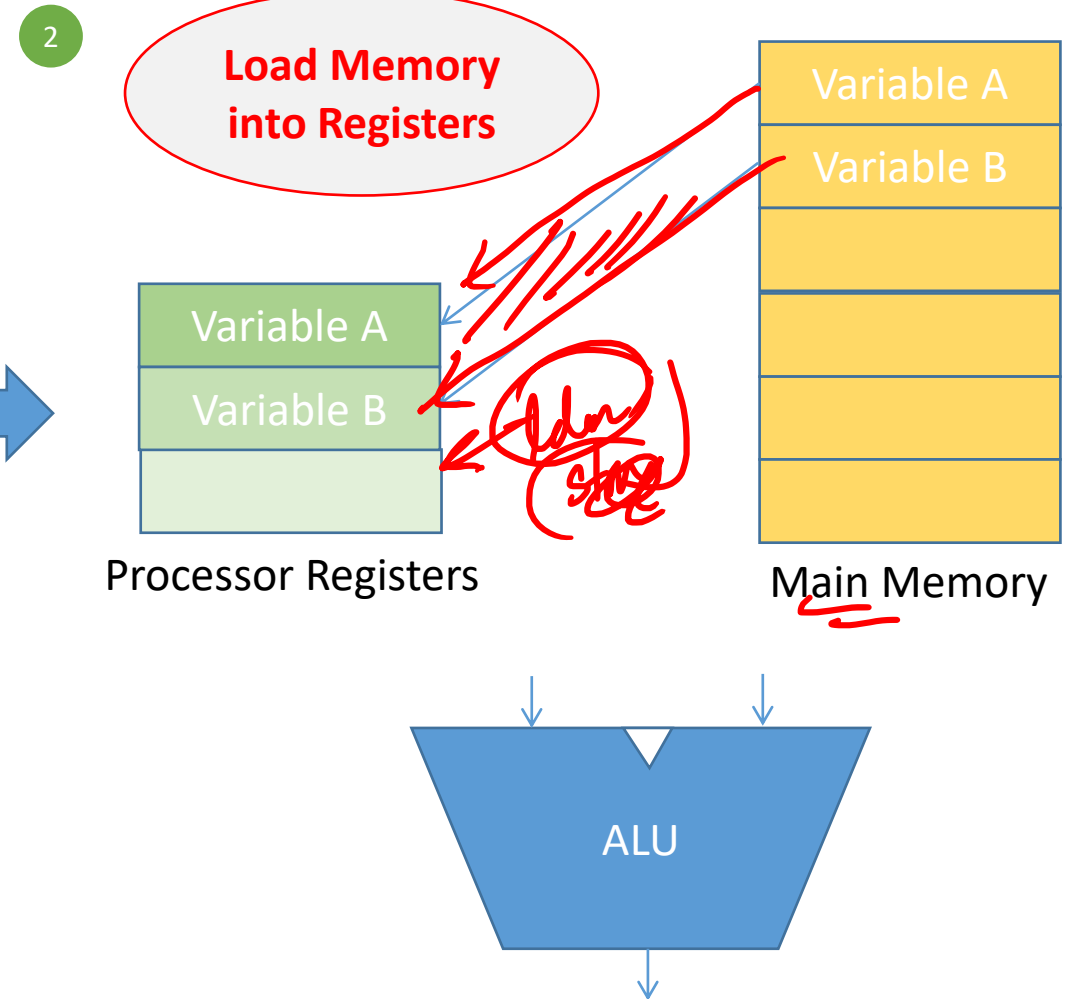 2
Load Memory
into Registers
Variable A
Variable B
Variable A
Variable B
Processor Registers
Main Memory
ALU